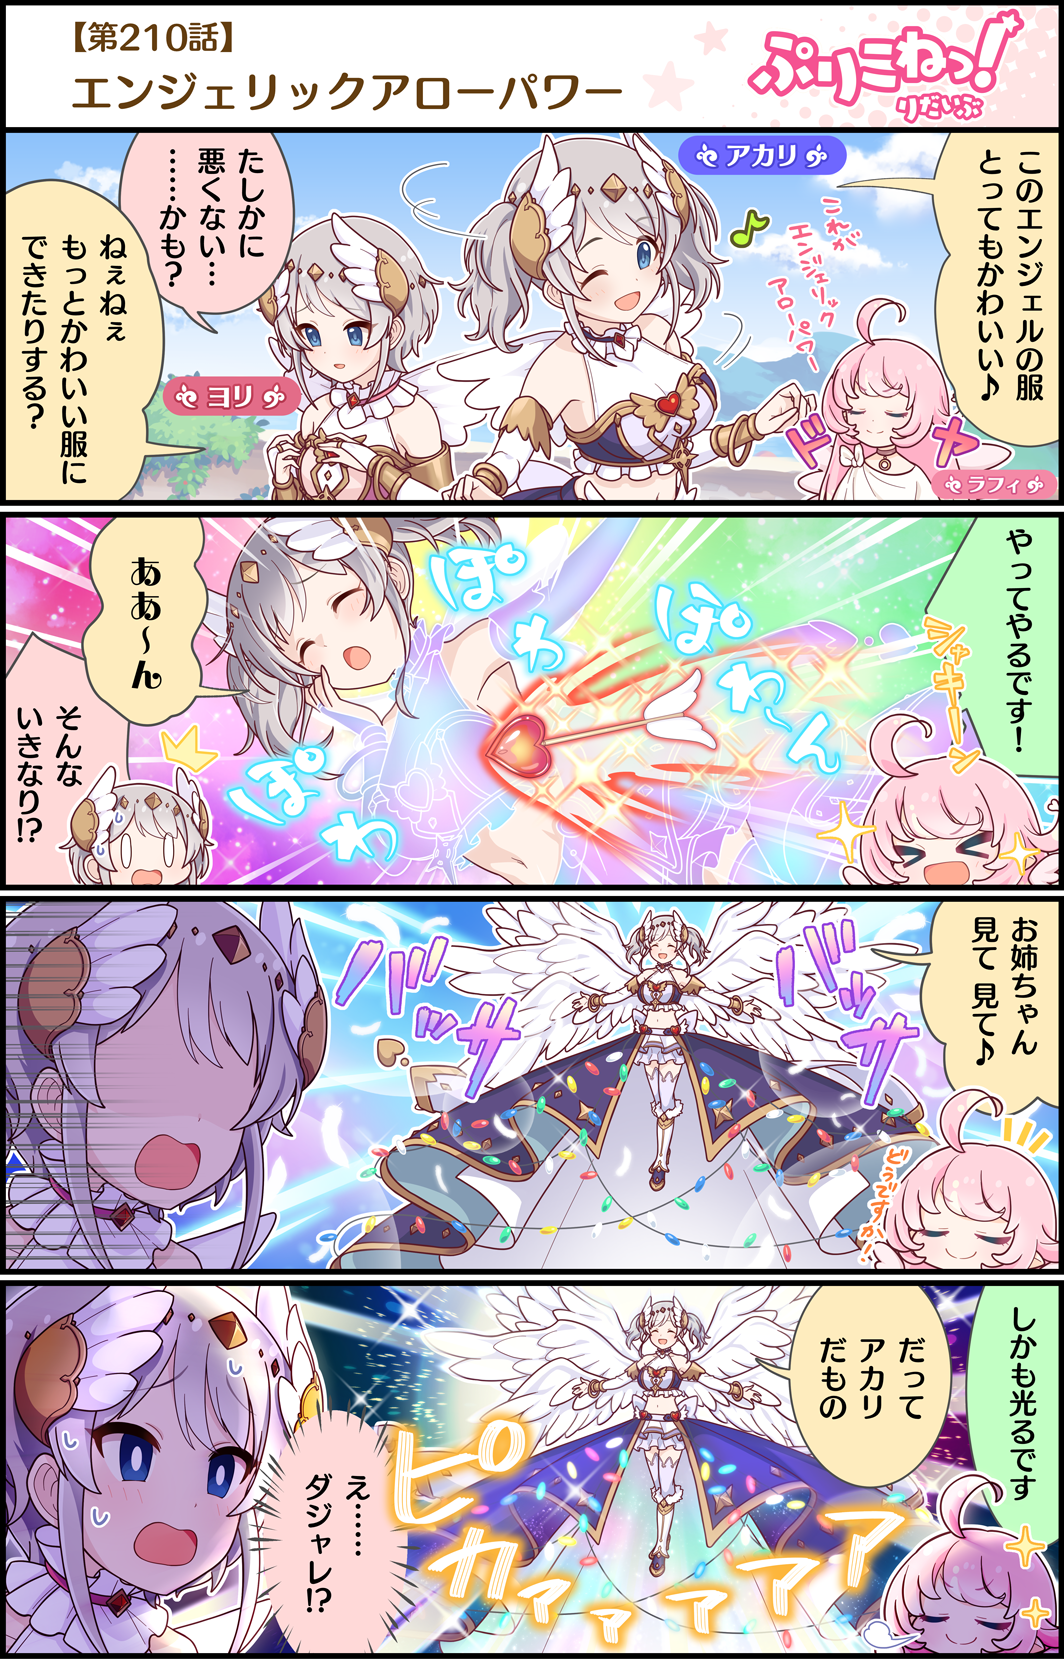 【第210話】
エンジェリックアローパワー
ぷりこねっ!
りだいぶ
このエンジェルの服
とってもかわいい♪
アカリ
これが
エンジェリック
アローパワー
ドヤ
ラフィ
たしかに
悪くない…
……かも?
ヨリ
ねぇねぇ
もっとかわいい服に
できたりする?
やってやるです!
シャキーン
ぽわ
ぽわ〜ん
ぽわ
ああ〜ん
そんな
いきなり!?
お姉ちゃん
見て 見て♪
バッサ
バッサ
どうですか!
しかも光るです
だって
アカリ
だもの
ピカァァァァァ
え……
ダジャレ!?